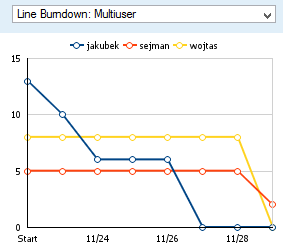 Line Burndown: Multiuser
jakubek sejman wojtas
15
10
5
0
Start 11/24 11/26 11/28